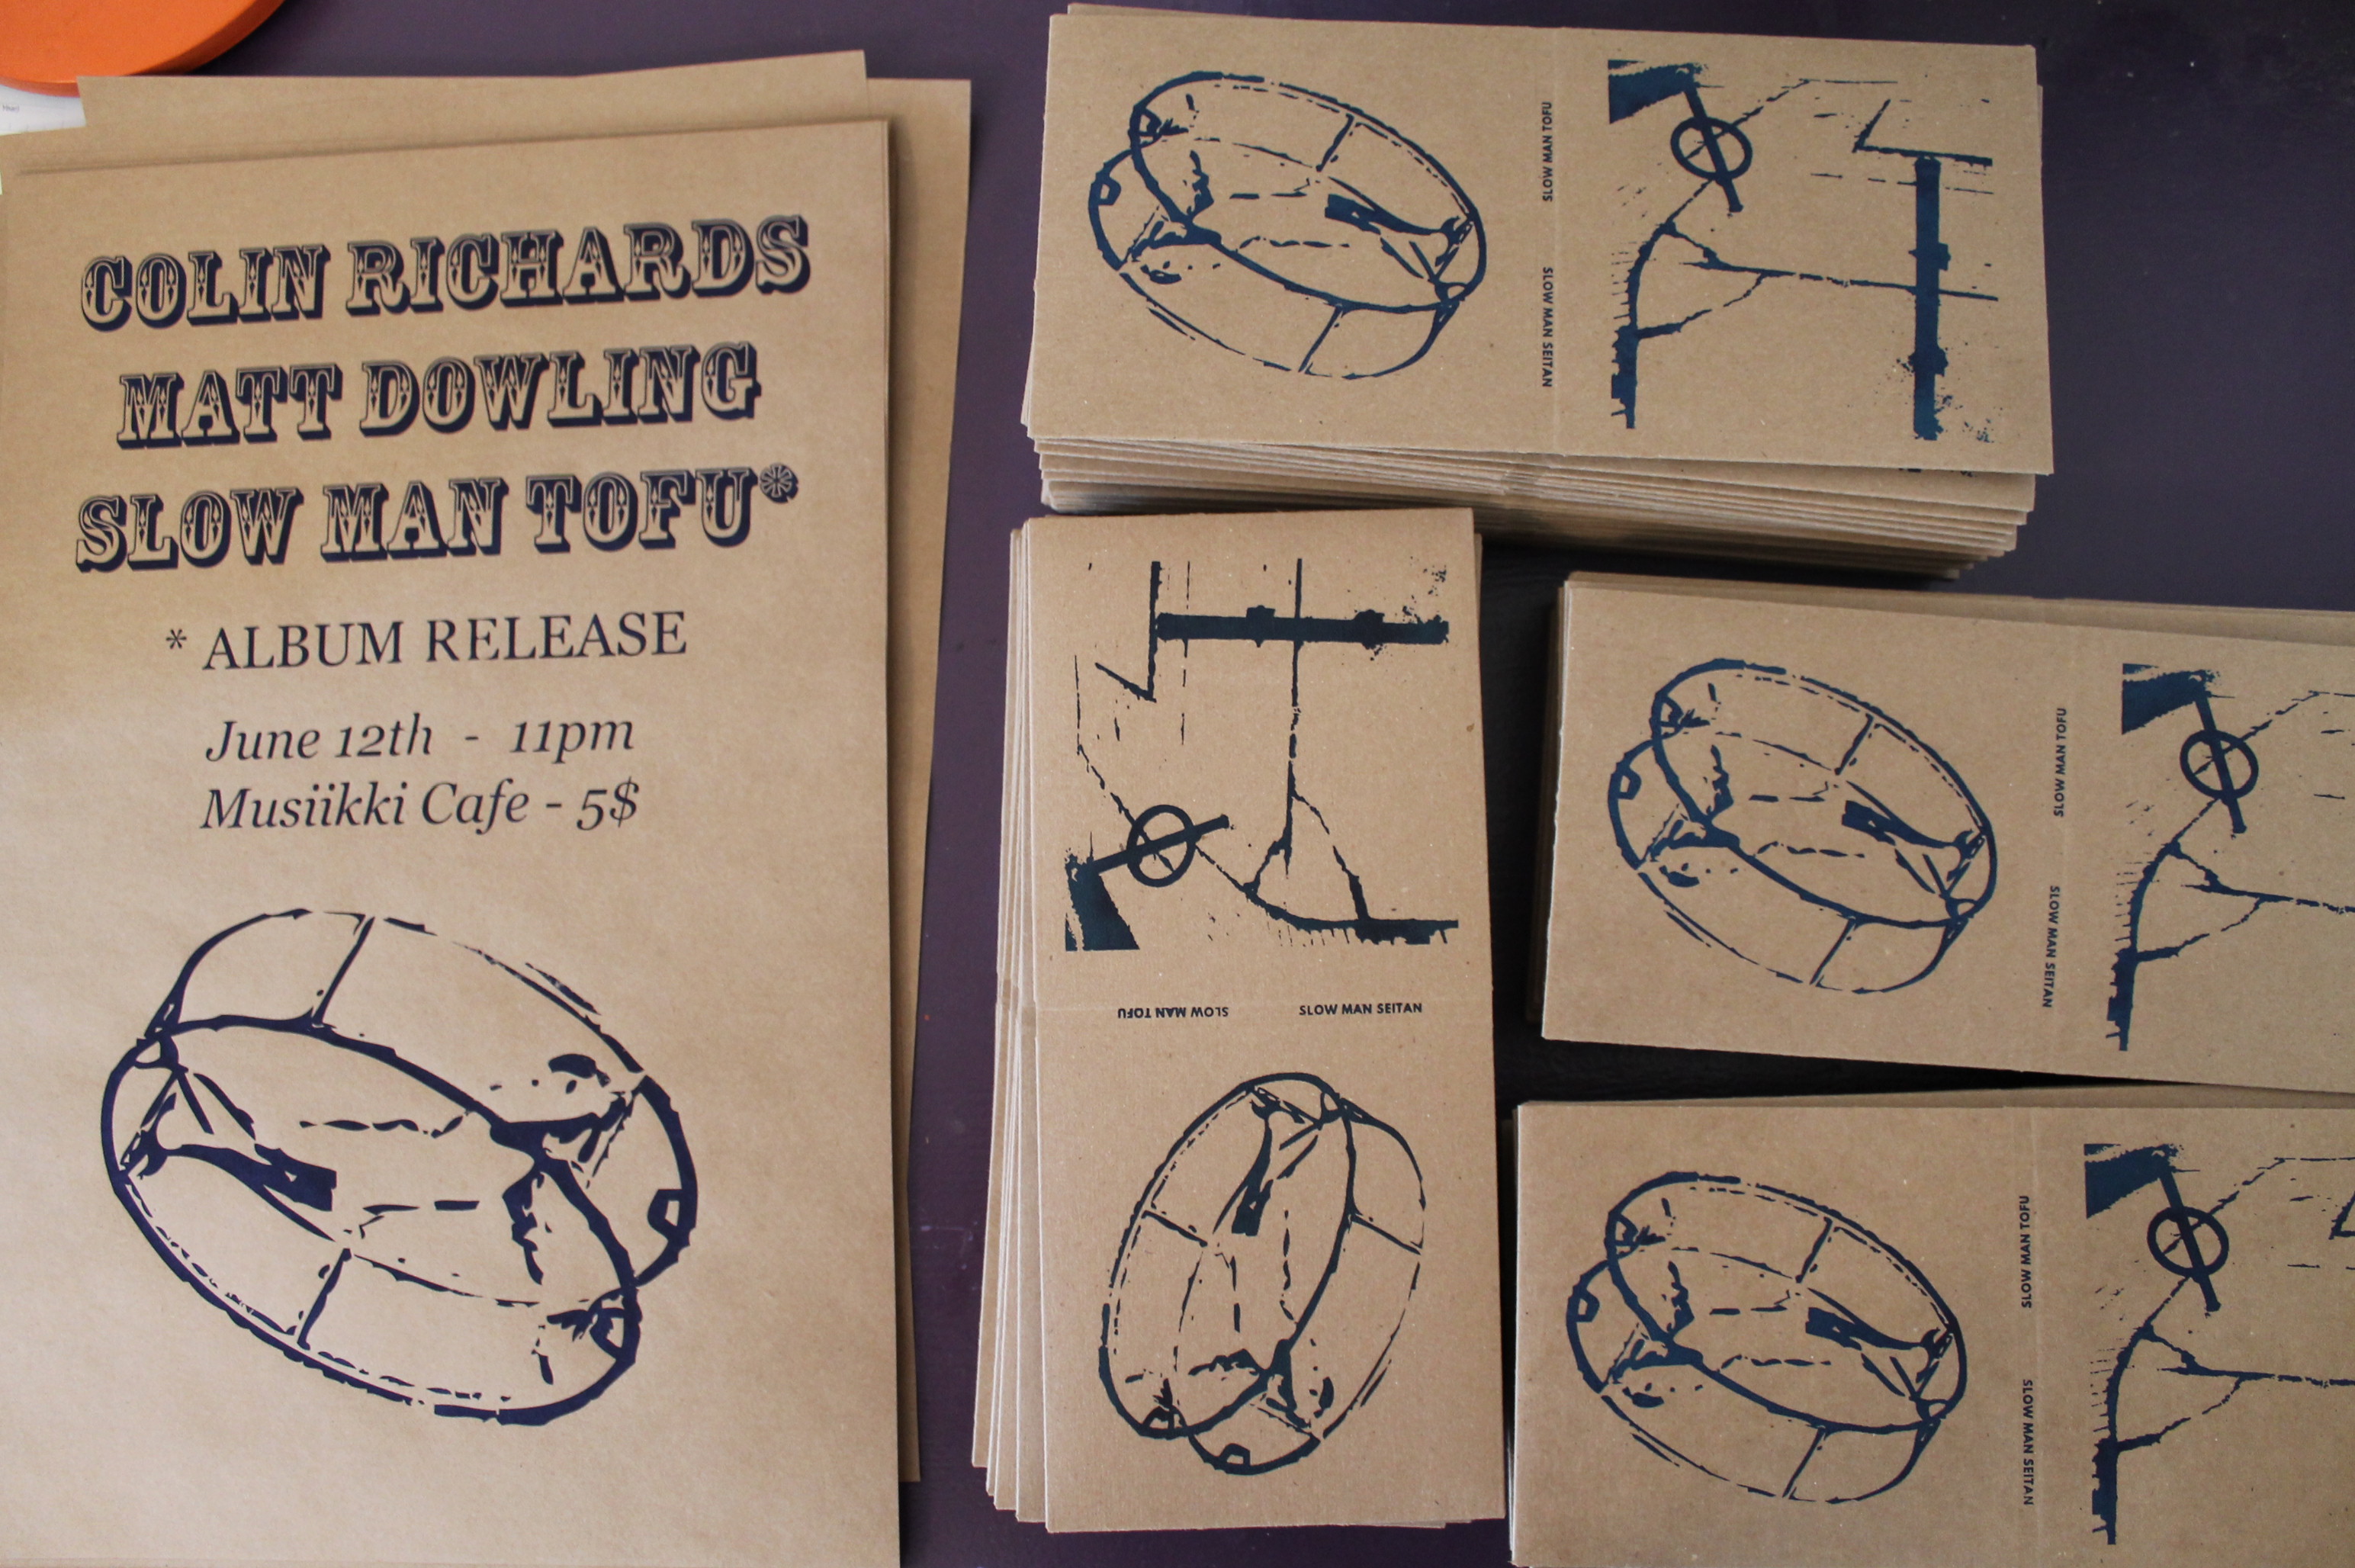 COLIN RICHARDS
MATT DOWLING
SLOW MAN TOFU*
* ALBUM RELEASE
June 12th - 11pm
Musiikki Cafe - 5$
SLOW MAN TOFU
SLOW MAN SEITAN
SLOW MAN TOFU
SLOW MAN SEITAN
SLOW MAN TOFU
SLOW MAN SEITAN
SLOW MAN TOFU
SLOW MAN SEITAN